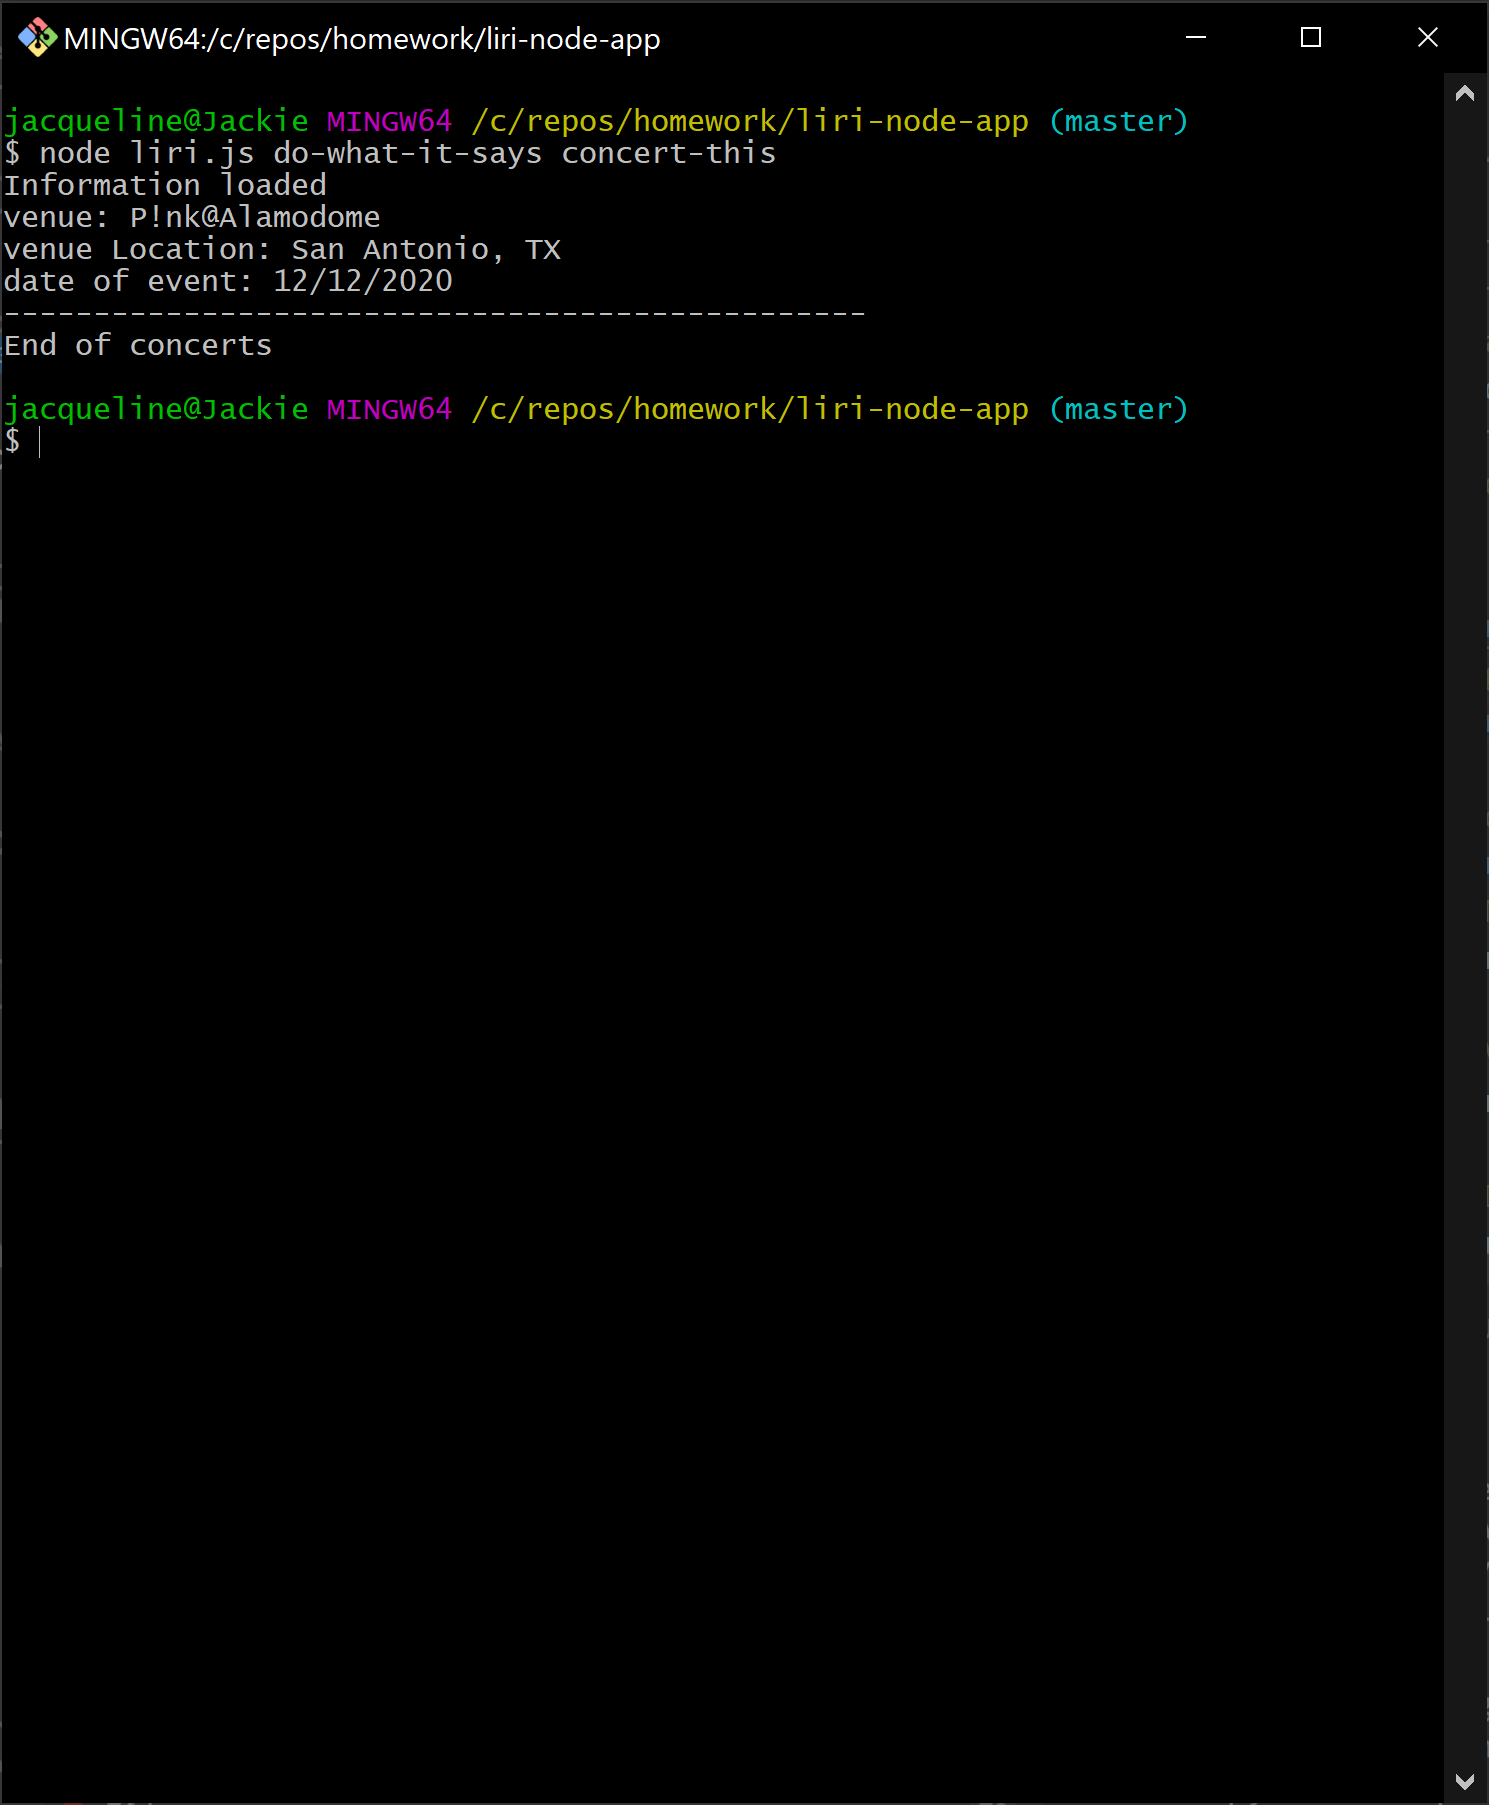 MINGW64:/c/repos/homework/liri-node-app
jacqueline@Jackie MINGW64 /c/repos/homework/liri-node-app (master)
$ node liri.js do-what-it-says concert-this
Information loaded
venue: P!nk@Alamodome
venue Location: San Antonio, TX
date of event: 12/12/2020
------------------------------------------------
End of concerts
jacqueline@Jackie MINGW64 /c/repos/homework/liri-node-app (master)
$